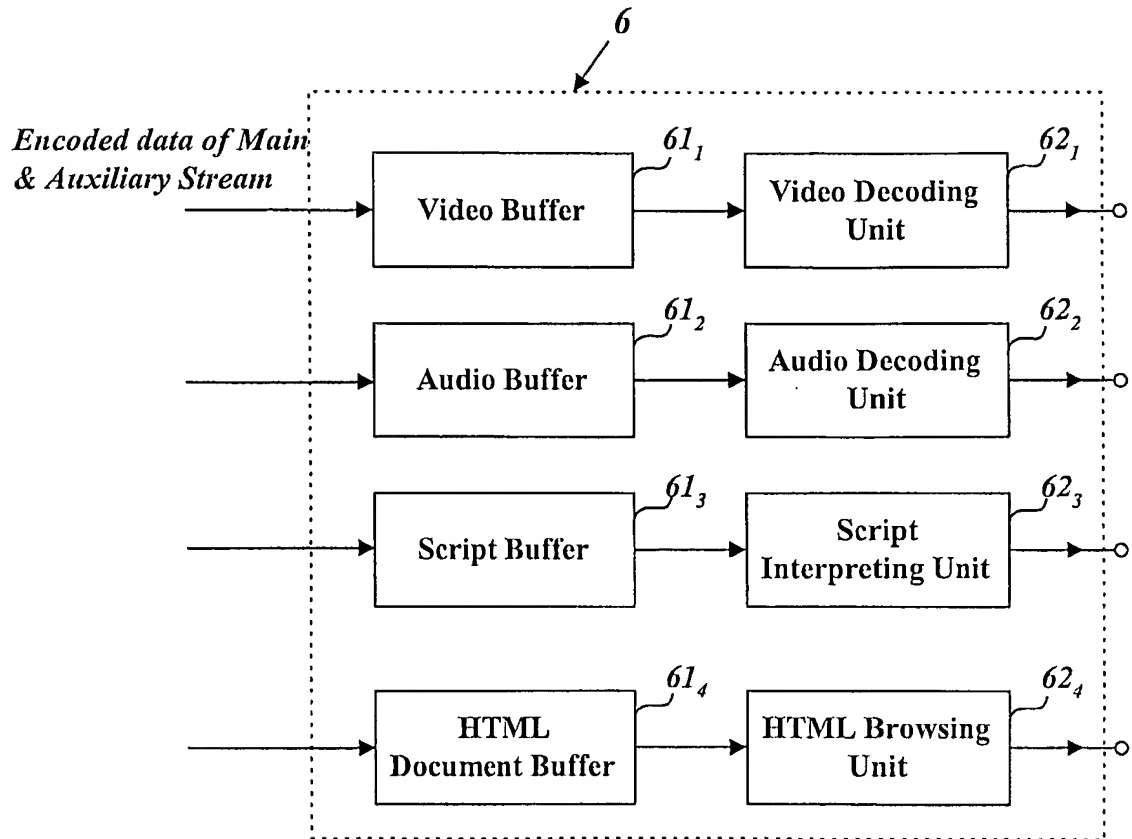 6
Encoded data of Main
& Auxiliary Stream
61₁
62₁
Video Buffer
Video Decoding
Unit
61₂
62₂
Audio Buffer
Audio Decoding
Unit
61₃
62₃
Script Buffer
Script
Interpreting Unit
61₄
62₄
HTML
Document Buffer
HTML Browsing
Unit